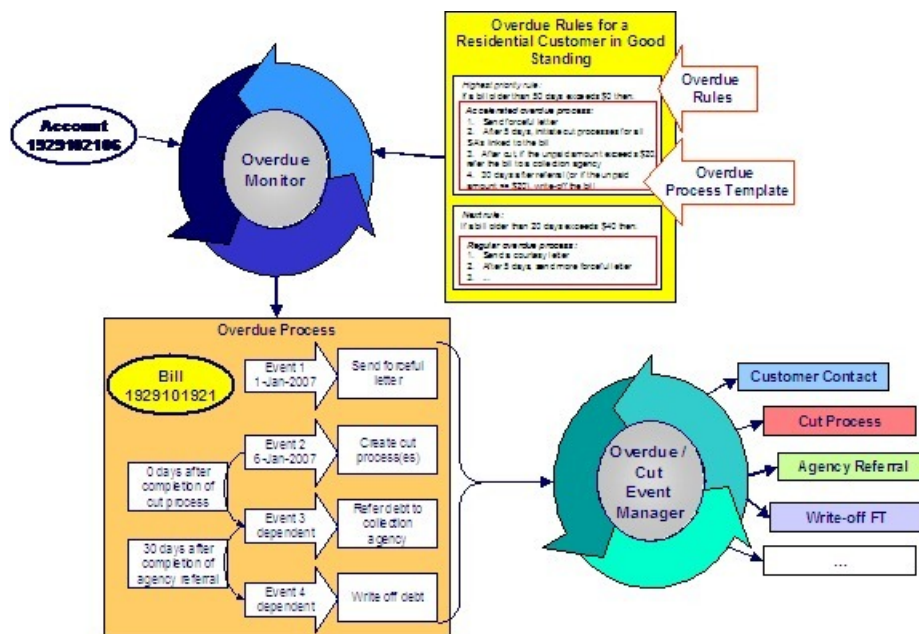 Overdue Rules for a
Residential Customer in Good
Standing
Highest priority rule:
If a bill older than 50 days exceeds $0 then:
Accelerated overdue process:
1. Send forceful letter
2. After 5 days, initiate cut processes for all
SAs linked to the bill
3. After cut, if the unpaid amount exceeds $20,
refer the bill to a collection agency
4. 30 days after referral (or if the unpaid
amount <= $20), write-off the bill
Next rule:
If a bill older than 20 days exceeds $40 then:
Regular overdue process:
1. Send a courtesy letter
2. After 5 days, send more forceful letter
3. ...
Overdue
Rules
Overdue
Process Template
Account
1929102106
Overdue
Monitor
Overdue Process
Bill
1929101921
Event 1
1-Jan-2007
Send forceful
letter
Event 2
6-Jan-2007
Create cut
process(es)
0 days after
completion of
cut process
Event 3
dependent
Refer debt to
collection
agency
30 days after
completion of
agency referral
Event 4
dependent
Write off debt
Overdue /
Cut
Event
Manager
Customer Contact
Cut Process
Agency Referral
Write-off FT
...